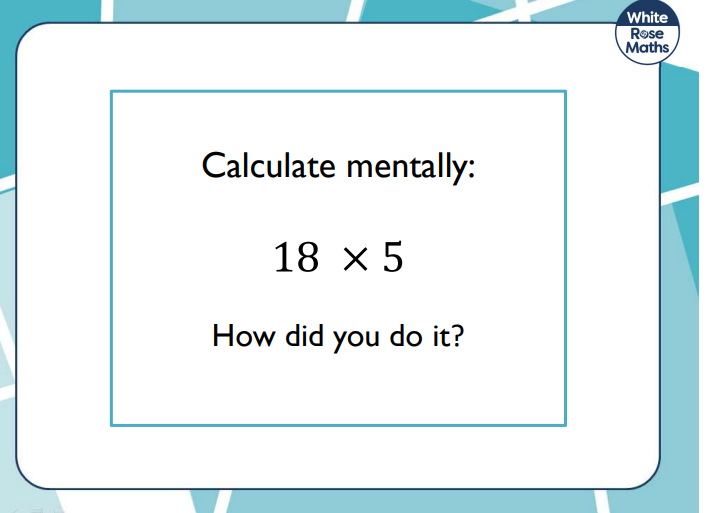 White
Rose
Maths
Calculate mentally:
18 × 5
How did you do it?